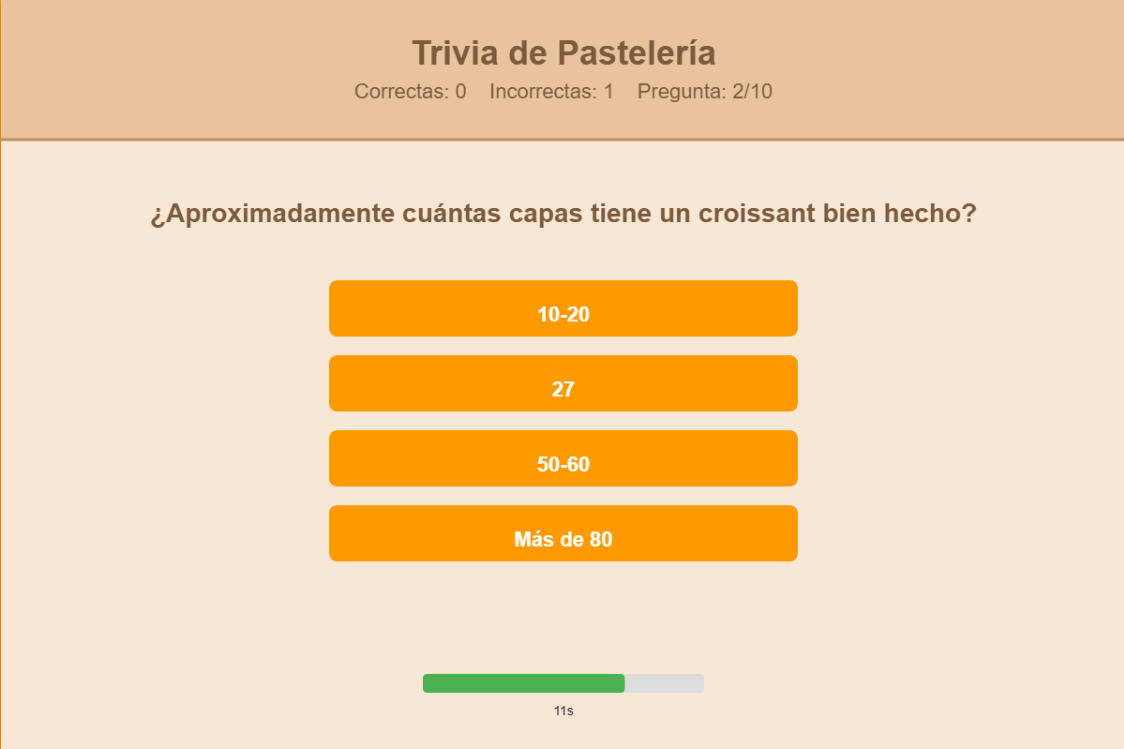 Trivia de Pastelería
Correctas: 0 Incorrectas: 1 Pregunta: 2/10
¿Aproximadamente cuántas capas tiene un croissant bien hecho?
10-20
27
50-60
Más de 80
11s